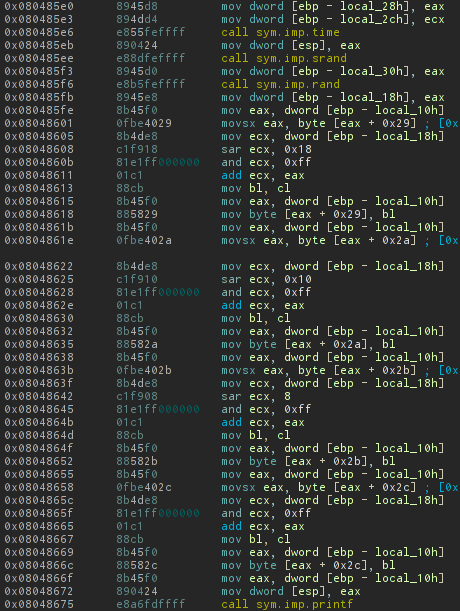 0x080485e0 8945d8 mov dword [ebp - local_28h], eax
0x080485e3 894dd4 mov dword [ebp - local_2ch], ecx
0x080485e6 e855feffff call sym.imp.time
0x080485eb 890424 mov dword [esp], eax
0x080485ee e88dfeffff call sym.imp.srand
0x080485f3 8945d0 mov dword [ebp - local_30h], eax
0x080485f6 e8b5feffff call sym.imp.rand
0x080485fb 8945e8 mov dword [ebp - local_18h], eax
0x080485fe 8b45f0 mov eax, dword [ebp - local_10h]
0x08048601 0fbe4029 movsx eax, byte [eax + 0x29] ; [0x
0x08048605 8b4de8 mov ecx, dword [ebp - local_18h]
0x08048608 c1f918 sar ecx, 0x18
0x0804860b 81e1ff000000 and ecx, 0xff
0x08048611 01c1 add ecx, eax
0x08048613 88cb mov bl, cl
0x08048615 8b45f0 mov eax, dword [ebp - local_10h]
0x08048618 885829 mov byte [eax + 0x29], bl
0x0804861b 8b45f0 mov eax, dword [ebp - local_10h]
0x0804861e 0fbe402a movsx eax, byte [eax + 0x2a] ; [0x
0x08048622 8b4de8 mov ecx, dword [ebp - local_18h]
0x08048625 c1f910 sar ecx, 0x10
0x08048628 81e1ff000000 and ecx, 0xff
0x0804862e 01c1 add ecx, eax
0x08048630 88cb mov bl, cl
0x08048632 8b45f0 mov eax, dword [ebp - local_10h]
0x08048635 88582a mov byte [eax + 0x2a], bl
0x08048638 8b45f0 mov eax, dword [ebp - local_10h]
0x0804863b 0fbe402b movsx eax, byte [eax + 0x2b] ; [0x
0x0804863f 8b4de8 mov ecx, dword [ebp - local_18h]
0x08048642 c1f908 sar ecx, 8
0x08048645 81e1ff000000 and ecx, 0xff
0x0804864b 01c1 add ecx, eax
0x0804864d 88cb mov bl, cl
0x0804864f 8b45f0 mov eax, dword [ebp - local_10h]
0x08048652 88582b mov byte [eax + 0x2b], bl
0x08048655 8b45f0 mov eax, dword [ebp - local_10h]
0x08048658 0fbe402c movsx eax, byte [eax + 0x2c] ; [0x
0x0804865c 8b4de8 mov ecx, dword [ebp - local_18h]
0x0804865f 81e1ff000000 and ecx, 0xff
0x08048665 01c1 add ecx, eax
0x08048667 88cb mov bl, cl
0x08048669 8b45f0 mov eax, dword [ebp - local_10h]
0x0804866c 88582c mov byte [eax + 0x2c], bl
0x0804866f 8b45f0 mov eax, dword [ebp - local_10h]
0x08048672 890424 mov dword [esp], eax
0x08048675 e8a6fdffff call sym.imp.printf